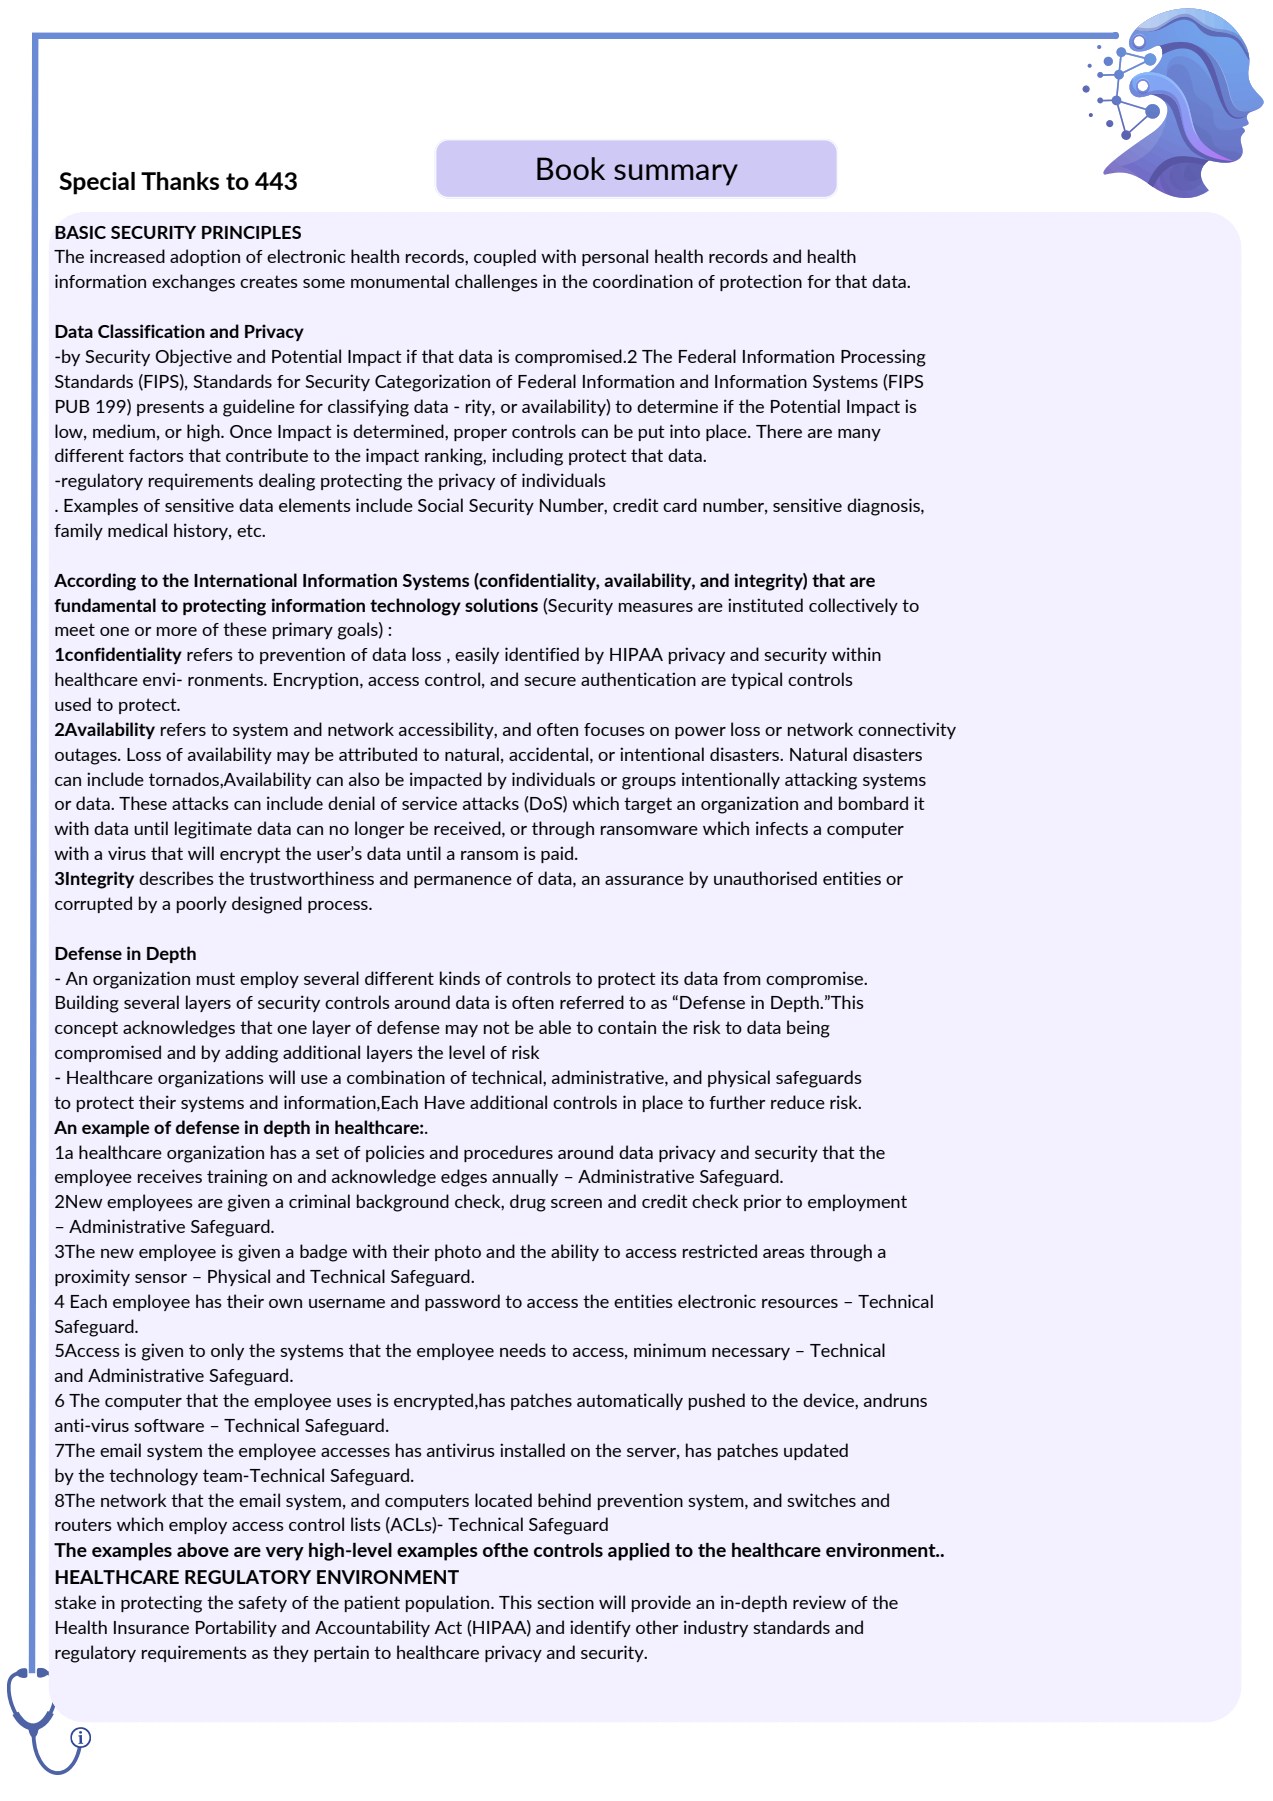 Special Thanks to 443
Book summary
BASIC SECURITY PRINCIPLES
The increased adoption of electronic health records, coupled with personal health records and health
information exchanges creates some monumental challenges in the coordination of protection for that data.
Data Classification and Privacy
-by Security Objective and Potential Impact if that data is compromised.2 The Federal Information Processing
Standards (FIPS), Standards for Security Categorization of Federal Information and Information Systems (FIPS
PUB 199) presents a guideline for classifying data - rity, or availability) to determine if the Potential Impact is
low, medium, or high. Once Impact is determined, proper controls can be put into place. There are many
different factors that contribute to the impact ranking, including protect that data.
-regulatory requirements dealing protecting the privacy of individuals
. Examples of sensitive data elements include Social Security Number, credit card number, sensitive diagnosis,
family medical history, etc.
According to the International Information Systems (confidentiality, availability, and integrity) that are
fundamental to protecting information technology solutions (Security measures are instituted collectively to
meet one or more of these primary goals) :
1confidentiality refers to prevention of data loss , easily identified by HIPAA privacy and security within
healthcare envi- ronments. Encryption, access control, and secure authentication are typical controls
used to protect.
2Availability refers to system and network accessibility, and often focuses on power loss or network connectivity
outages. Loss of availability may be attributed to natural, accidental, or intentional disasters. Natural disasters
can include tornados,Availability can also be impacted by individuals or groups intentionally attacking systems
or data. These attacks can include denial of service attacks (DoS) which target an organization and bombard it
with data until legitimate data can no longer be received, or through ransomware which infects a computer
with a virus that will encrypt the user’s data until a ransom is paid.
3Integrity describes the trustworthiness and permanence of data, an assurance by unauthorised entities or
corrupted by a poorly designed process.
Defense in Depth
- An organization must employ several different kinds of controls to protect its data from compromise.
Building several layers of security controls around data is often referred to as “Defense in Depth.”This
concept acknowledges that one layer of defense may not be able to contain the risk to data being
compromised and by adding additional layers the level of risk
- Healthcare organizations will use a combination of technical, administrative, and physical safeguards
to protect their systems and information,Each Have additional controls in place to further reduce risk.
An example of defense in depth in healthcare:.
1a healthcare organization has a set of policies and procedures around data privacy and security that the
employee receives training on and acknowledge edges annually – Administrative Safeguard.
2New employees are given a criminal background check, drug screen and credit check prior to employment
– Administrative Safeguard.
3The new employee is given a badge with their photo and the ability to access restricted areas through a
proximity sensor – Physical and Technical Safeguard.
4 Each employee has their own username and password to access the entities electronic resources – Technical
Safeguard.
5Access is given to only the systems that the employee needs to access, minimum necessary – Technical
and Administrative Safeguard.
6 The computer that the employee uses is encrypted,has patches automatically pushed to the device, andruns
anti-virus software – Technical Safeguard.
7The email system the employee accesses has antivirus installed on the server, has patches updated
by the technology team-Technical Safeguard.
8The network that the email system, and computers located behind prevention system, and switches and
routers which employ access control lists (ACLs)- Technical Safeguard
The examples above are very high-level examples ofthe controls applied to the healthcare environment..
HEALTHCARE REGULATORY ENVIRONMENT
stake in protecting the safety of the patient population. This section will provide an in-depth review of the
Health Insurance Portability and Accountability Act (HIPAA) and identify other industry standards and
regulatory requirements as they pertain to healthcare privacy and security.
i